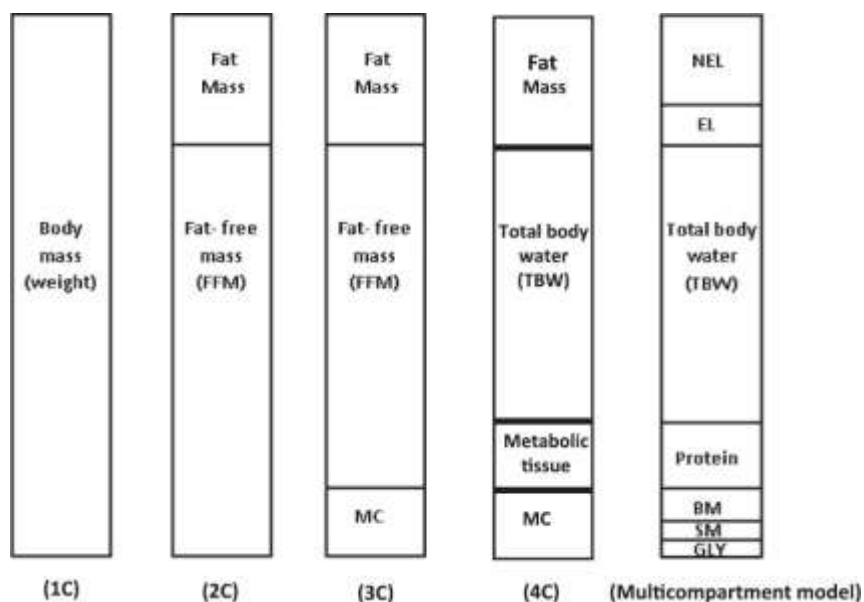 Body
mass
(weight)
(1C)
Fat
Mass
Fat- free
mass
(FFM)
(2C)
Fat
Mass
Fat- free
mass
(FFM)
MC
(3C)
Fat
Mass
Total body
water
(TBW)
Metabolic
tissue
MC
(4C)
NEL
EL
Total body
water
(TBW)
Protein
BM
SM
GLY
(Multicompartment model)